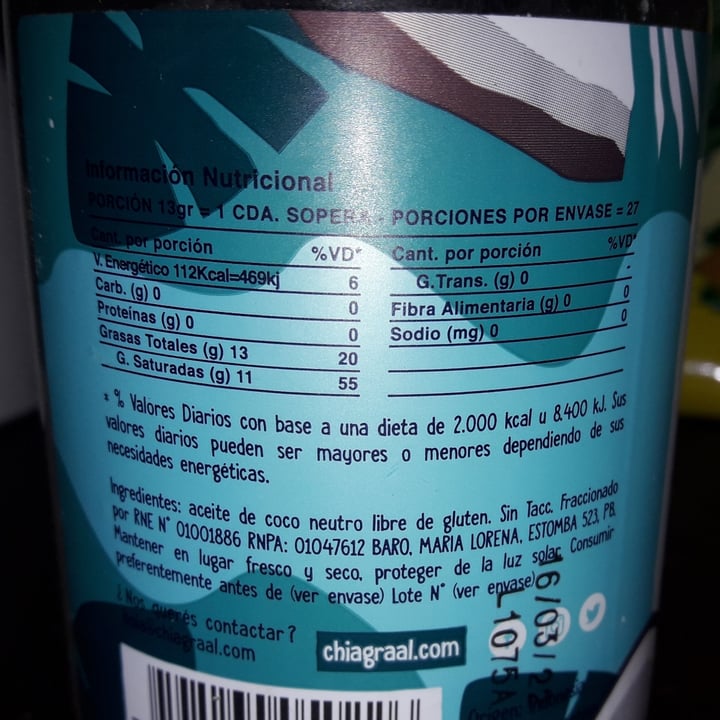 Información Nutricional
PORCIÓN 13gr = 1 CDA. SOPERA - PORCIONES POR ENVASE = 27
Cant. por porción %VD*
V. Energético 112Kcal=469kj 6
Carb. (g) 0 0
Proteínas (g) 0 0
Grasas Totales (g) 13 20
G. Saturadas (g) 11 55
Cant. por porción %VD*
G.Trans. (g) 0 -
Fibra Alimentaria (g) 0 0
Sodio (mg) 0 0
* % Valores Diarios con base a una dieta de 2.000 kcal u 8.400 kJ. Sus
valores diarios pueden ser mayores o menores dependiendo de sus
necesidades energéticas.
Ingredientes: aceite de coco neutro libre de gluten. Sin Tacc. Fraccionado
por RNE N° 01001886 RNPA: 01047612 BARO, MARIA LORENA, ESTOMBA 523, PB.
Mantener en lugar fresco y seco, proteger de la luz solar. Consumir
preferentemente antes de (ver envase) Lote N° (ver envase)
¿Nos querés contactar?
chiagraal.com
16/03/2
L1075A